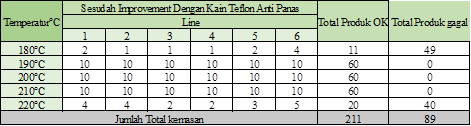 Temperatur°C Sesudah Improvement Dengan Kain Teflon Anti Panas Total Produk OK Total Produk gagal
Line
1 2 3 4 5 6
180°C 2 1 1 1 2 4 11 49
190°C 10 10 10 10 10 10 60 0
200°C 10 10 10 10 10 10 60 0
210°C 10 10 10 10 10 10 60 0
220°C 4 4 2 2 3 5 20 40
Jumlah Total kemasan 211 89